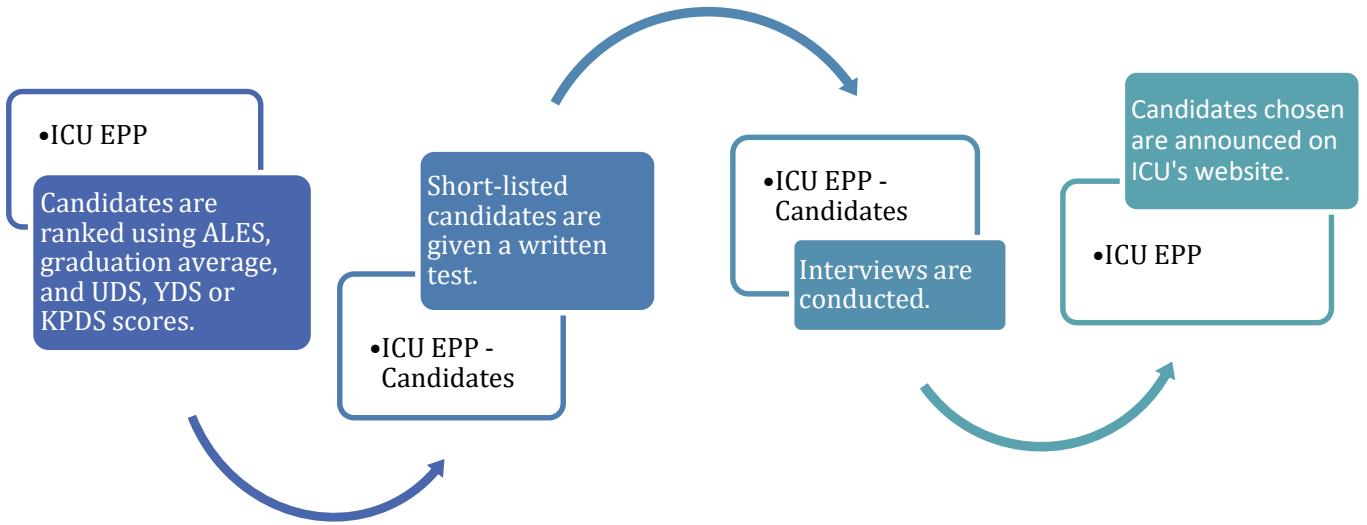 •ICU EPP
Candidates are
ranked using ALES,
graduation average,
and UDS, YDS or
KPDS scores.
Short-listed
candidates are
given a written
test.
•ICU EPP -
Candidates
•ICU EPP -
Candidates
Interviews are
conducted.
Candidates chosen
are announced on
ICU's website.
•ICU EPP